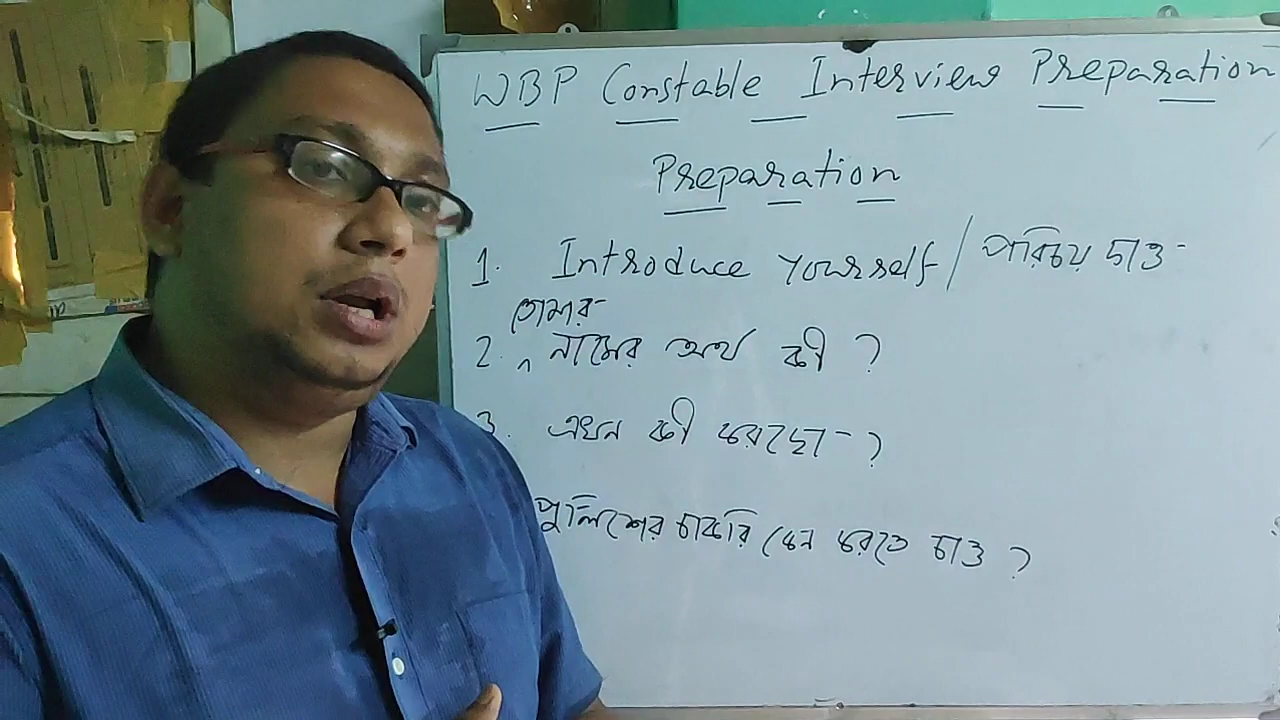 WBP Constable Interview Preparation
Preparation
1. Introduce Yourself / পরিচয় দাও-
তোমার
2. ^ নামের অর্থ কী ?
3. এখন কী করছো- ?
পুলিশের চাকরি কেন করতে চাও ?